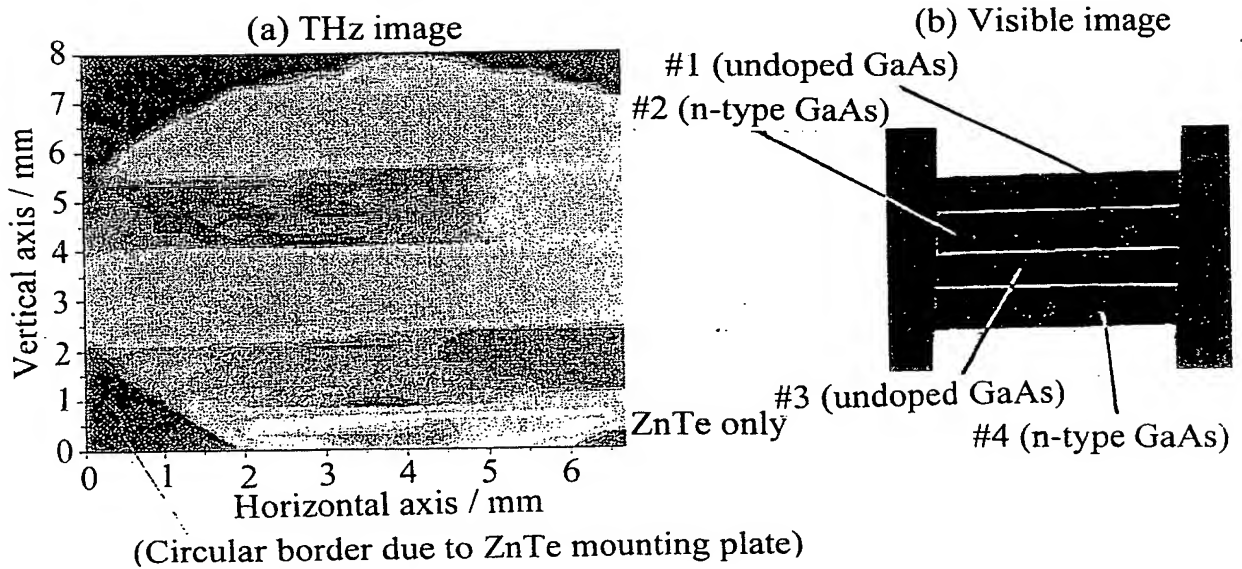 (a) THz image
(b) Visible image
#1 (undoped GaAs)
#2 (n-type GaAs)
8
7
6
5
4
3
2
1
0
Vertical axis / mm
0 1 2 3 4 5 6
Horizontal axis / mm
ZnTe only
#3 (undoped GaAs)
#4 (n-type GaAs)
(Circular border due to ZnTe mounting plate)